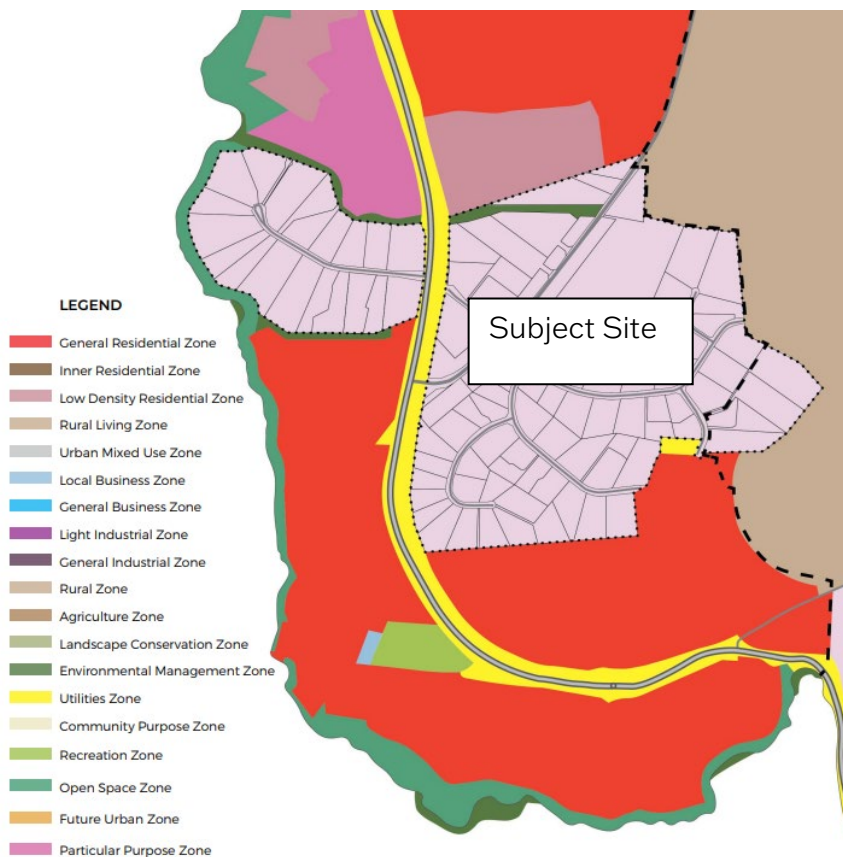 Subject Site
LEGEND
General Residential Zone
Inner Residential Zone
Low Density Residential Zone
Rural Living Zone
Urban Mixed Use Zone
Local Business Zone
General Business Zone
Light Industrial Zone
General Industrial Zone
Rural Zone
Agriculture Zone
Landscape Conservation Zone
Environmental Management Zone
Utilities Zone
Community Purpose Zone
Recreation Zone
Open Space Zone
Future Urban Zone
Particular Purpose Zone